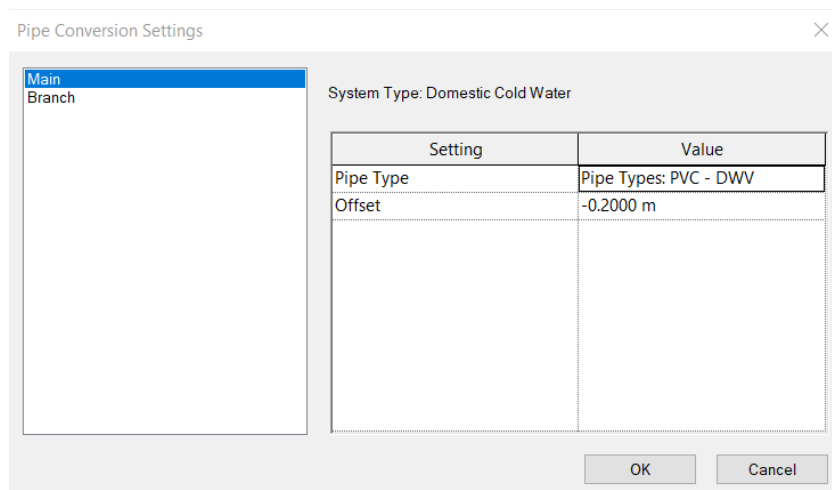 Pipe Conversion Settings
Main
Branch
System Type: Domestic Cold Water
Setting Value
Pipe Type Pipe Types: PVC - DWV
Offset -0.2000 m
OK Cancel